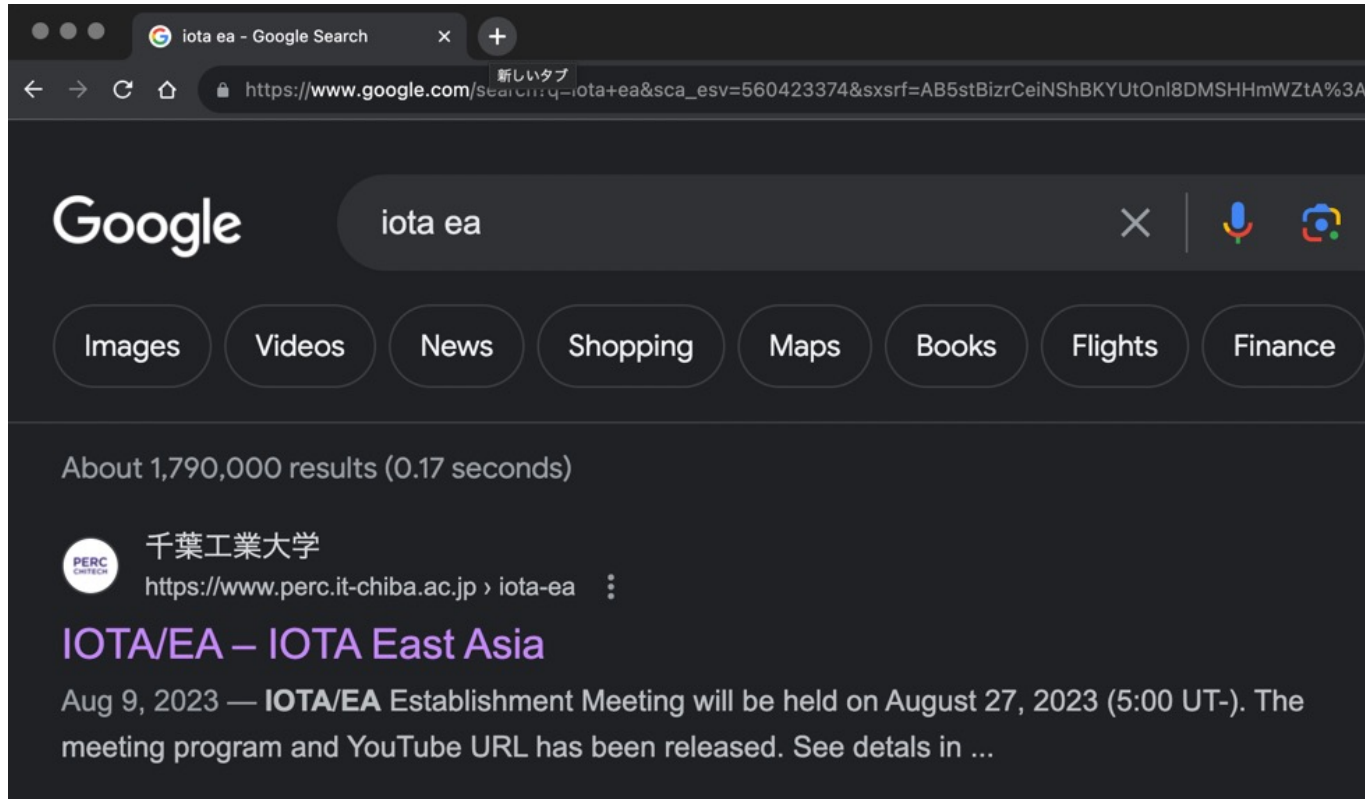 iota ea - Google Search
新しいタブ
https://www.google.com/search?q=iota+ea&sca_esv=560423374&sxsrf=AB5stBizrCeiNShBKYUtOnl8DMSHHmWZtA%3A
Google
iota ea
Images Videos News Shopping Maps Books Flights Finance
About 1,790,000 results (0.17 seconds)
PERC
CHITECH
千葉工業大学
https://www.perc.it-chiba.ac.jp › iota-ea
IOTA/EA – IOTA East Asia
Aug 9, 2023 — IOTA/EA Establishment Meeting will be held on August 27, 2023 (5:00 UT-). The
meeting program and YouTube URL has been released. See detals in ...